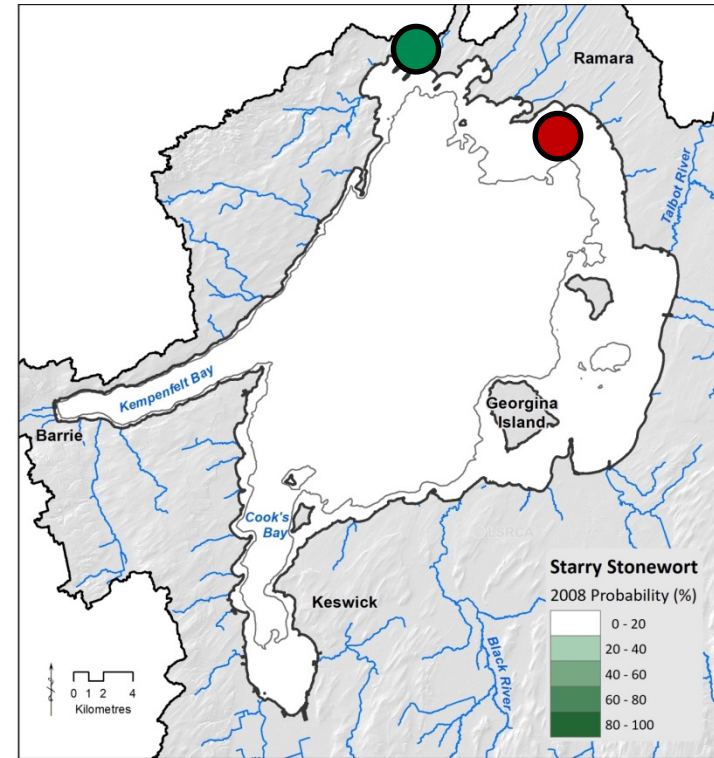 Ramara
Talbot River
Kempenfelt Bay
Barrie
Georgina
Island
Cook's
Bay
LSRCA
Keswick
Black River
0 1 2 4
Kilometres
Starry Stonewort
2008 Probability (%)
0 - 20
20 - 40
40 - 60
60 - 80
80 - 100